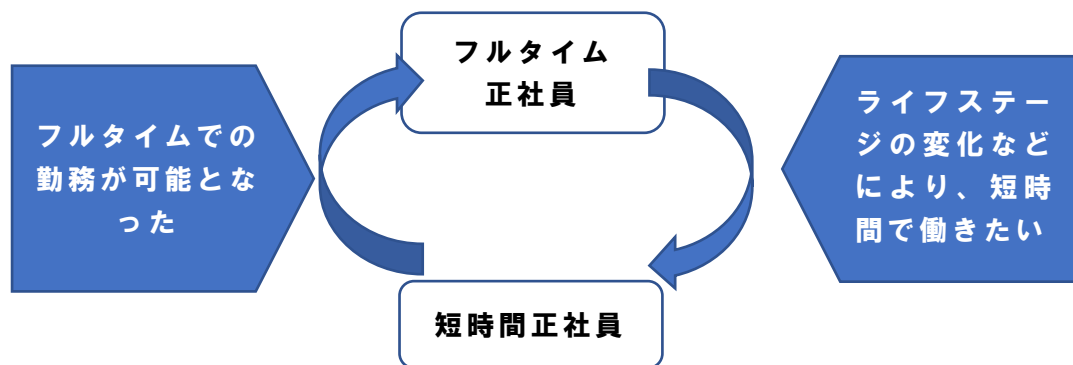 フルタイム
正社員
フルタイムでの
勤務が可能とな
った
ライフステー
ジの変化など
により、短時
間で働きたい
短時間正社員